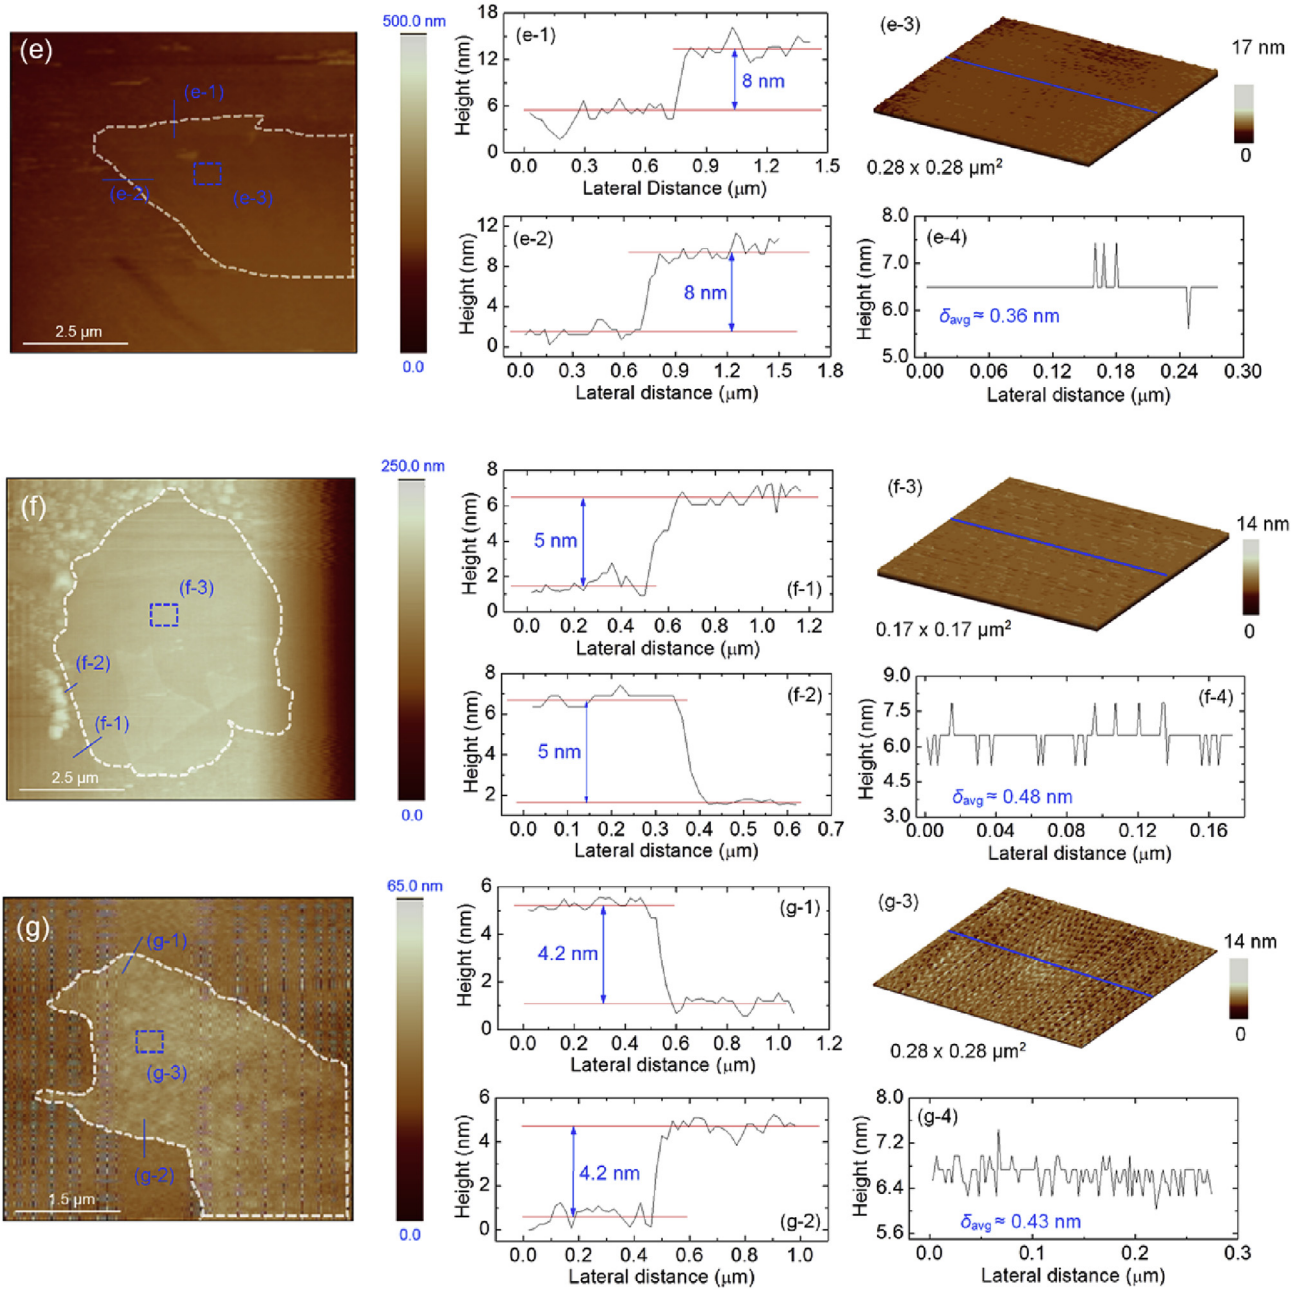 (e)
500.0 nm
0.0
(e-1)
(e-2)
(e-3)
2.5 μm
(e-1)
Height (nm)
18
12
6
0
8 nm
0.0 0.3 0.6 0.9 1.2 1.5
Lateral Distance (μm)
(e-3)
17 nm
0
0.28 x 0.28 μm²
(e-2)
Height (nm)
12
8
4
0
8 nm
0.0 0.3 0.6 0.9 1.2 1.5 1.8
Lateral distance (μm)
(e-4)
Height (nm)
8.0
7.0
6.0
5.0
δavg ≈ 0.36 nm
0.00 0.06 0.12 0.18 0.24 0.30
Lateral distance (μm)
(f)
250.0 nm
0.0
(f-3)
(f-2)
(f-1)
2.5 μm
Height (nm)
8
6
4
2
0
5 nm
(f-1)
0.0 0.2 0.4 0.6 0.8 1.0 1.2
Lateral distance (μm)
(f-3)
14 nm
0
0.17 x 0.17 μm²
Height (nm)
8
6
4
2
(f-2)
5 nm
0.0 0.1 0.2 0.3 0.4 0.5 0.6 0.7
Lateral distance (μm)
Height (nm)
9.0
7.5
6.0
4.5
3.0
(f-4)
δavg ≈ 0.48 nm
0.00 0.04 0.08 0.12 0.16
Lateral distance (μm)
(g)
65.0 nm
0.0
(g-1)
(g-3)
(g-2)
1.5 μm
Height (nm)
6
4
2
0
(g-1)
4.2 nm
0.0 0.2 0.4 0.6 0.8 1.0 1.2
Lateral distance (μm)
(g-3)
14 nm
0
0.28 x 0.28 μm²
Height (nm)
6
4
2
0
4.2 nm
(g-2)
0.0 0.2 0.4 0.6 0.8 1.0
Lateral distance (μm)
(g-4)
Height (nm)
8.0
7.2
6.4
5.6
δavg ≈ 0.43 nm
0.0 0.1 0.2 0.3
Lateral distance (μm)